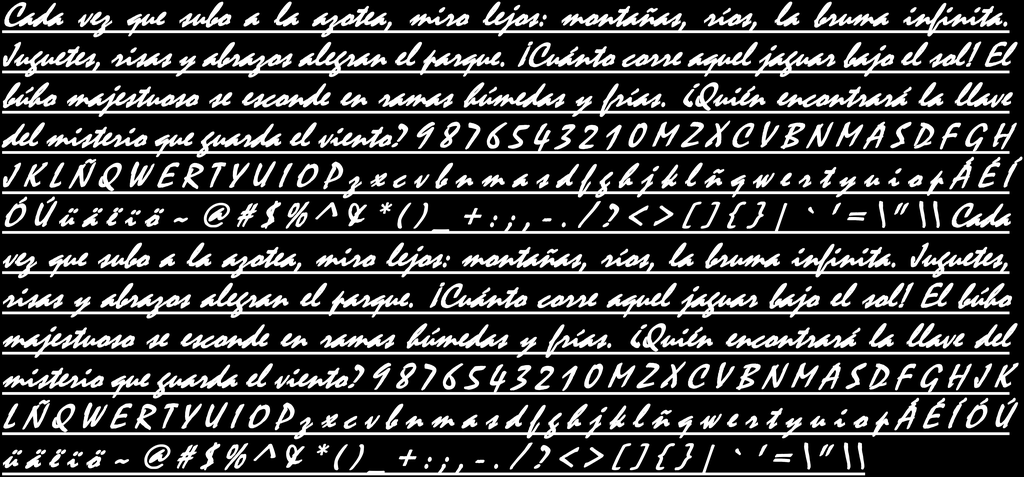 Cada vez que subo a la azotea, miro lejos: montañas, ríos, la bruma infinita.
Juguetes, risas y abrazos alegran el parque. ¡Cuánto corre aquel jaguar bajo el sol! El
búho majestuoso se esconde en ramas húmedas y frías. ¿Quién encontrará la llave
del misterio que guarda el viento? 9 8 7 6 5 4 3 2 1 0 M Z X C V B N M A S D F G H
J K L Ñ Q W E R T Y U I O P z x c v b n m a s d f g h j k l ñ q w e r t y u i o p Á É Í
Ó Ú ü ä ë ï ö ~ @ # $ % ^ & * ( ) _ + : ; , - . / ? < > [ ] { } | ` ' = \ " \\ Cada
vez que subo a la azotea, miro lejos: montañas, ríos, la bruma infinita. Juguetes,
risas y abrazos alegran el parque. ¡Cuánto corre aquel jaguar bajo el sol! El búho
majestuoso se esconde en ramas húmedas y frías. ¿Quién encontrará la llave del
misterio que guarda el viento? 9 8 7 6 5 4 3 2 1 0 M Z X C V B N M A S D F G H J K
L Ñ Q W E R T Y U I O P z x c v b n m a s d f g h j k l ñ q w e r t y u i o p Á É Í Ó Ú
ü ä ë ï ö ~ @ # $ % ^ & * ( ) _ + : ; , - . / ? < > [ ] { } | ` ' = \ " \\